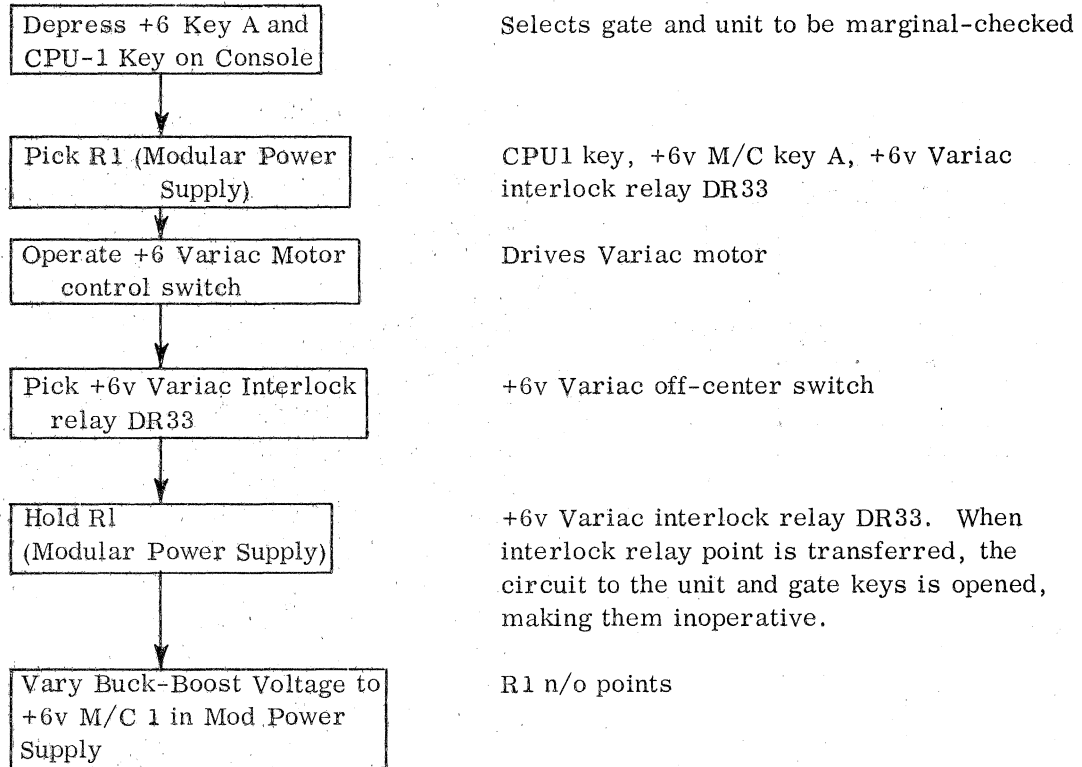 Depress +6 Key A and
CPU-1 Key on Console
Selects gate and unit to be marginal-checked
Pick R1 (Modular Power
Supply)
CPU1 key, +6v M/C key A, +6v Variac
interlock relay DR33
Operate +6 Variac Motor
control switch
Drives Variac motor
Pick +6v Variac Interlock
relay DR33
+6v Variac off-center switch
Hold R1
(Modular Power Supply)
+6v Variac interlock relay DR33. When
interlock relay point is transferred, the
circuit to the unit and gate keys is opened,
making them inoperative.
Vary Buck-Boost Voltage to
+6v M/C 1 in Mod Power
Supply
R1 n/o points